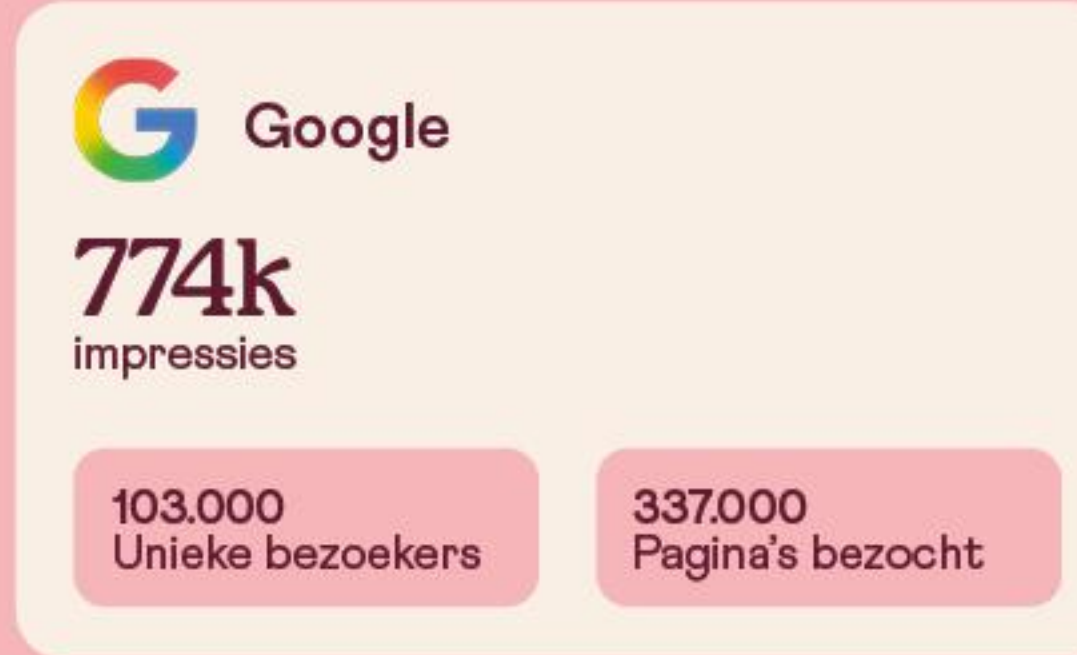 Google
774k
impressies
103.000
Unieke bezoekers
337.000
Pagina's bezocht